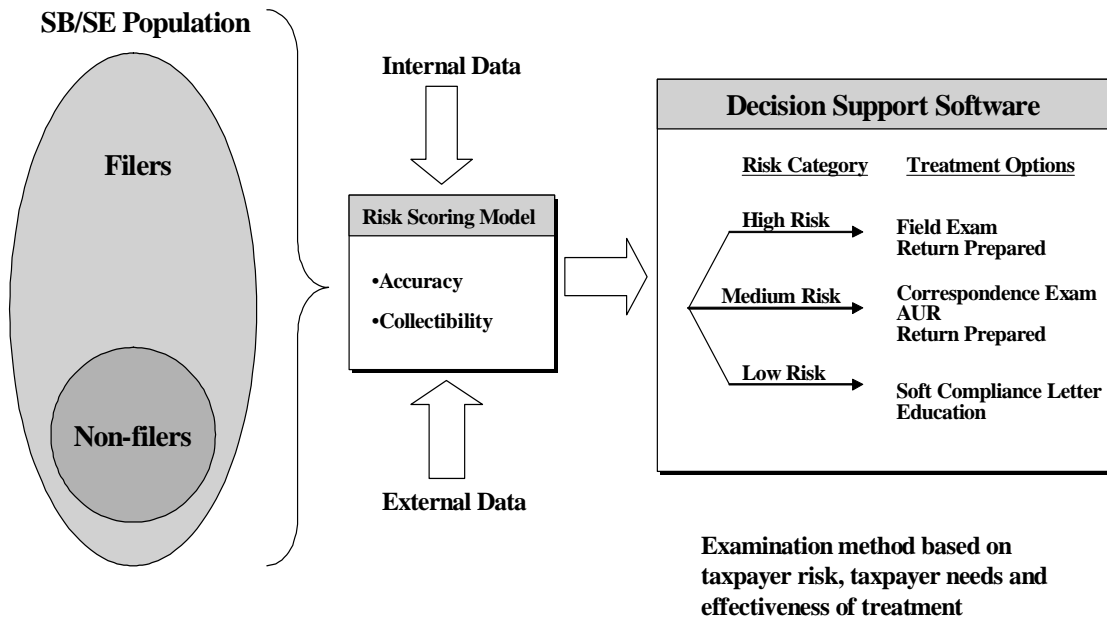 SB/SE Population
Filers
Non-filers
Internal Data
Risk Scoring Model
•Accuracy
•Collectibility
External Data
Decision Support Software
Risk Category
Treatment Options
High Risk
Field Exam
Return Prepared
Medium Risk
Correspondence Exam
AUR
Return Prepared
Low Risk
Soft Compliance Letter
Education
Examination method based on
taxpayer risk, taxpayer needs and
effectiveness of treatment